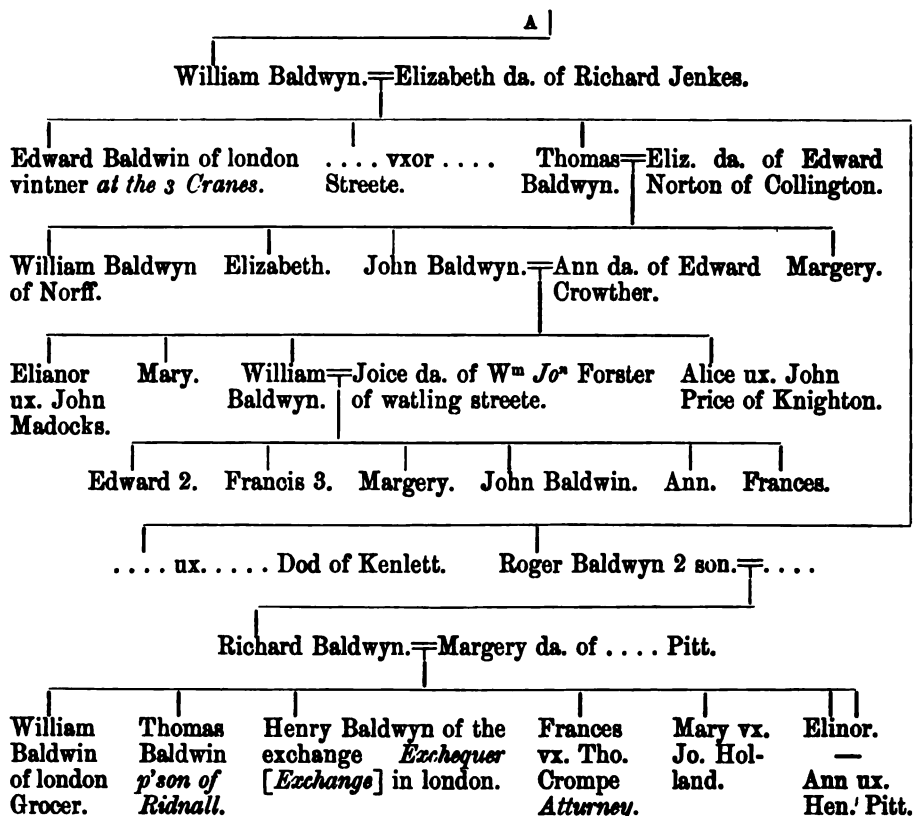 A
William Baldwyn.=Elizabeth da. of Richard Jenkes.
Edward Baldwin of london
vintner at the 3 Cranes.
. . . . vxor . . . .
Streete.
Thomas=Eliz. da. of Edward
Baldwyn. Norton of Collington.
William Baldwyn
of Norff.
Elizabeth.
John Baldwyn.=Ann da. of Edward
Crowther.
Margery.
Elianor
ux. John
Madocks.
Mary.
William=Joice da. of Wᵐ Joⁿ Forster
Baldwyn. of watling streete.
Alice ux. John
Price of Knighton.
Edward 2. Francis 3. Margery. John Baldwin. Ann. Frances.
. . . . ux. . . . . Dod of Kenlett. Roger Baldwyn 2 son.= . . . .
Richard Baldwyn.=Margery da. of . . . . Pitt.
William
Baldwin
of london
Grocer.
Thomas
Baldwin
p'son of
Ridnall.
Henry Baldwyn of the
exchange Exchequer
[Exchange] in london.
Frances
vx. Tho.
Crompe
Atturney.
Mary vx.
Jo. Hol-
land.
Elinor.
—
Ann ux.
Hen.' Pitt.